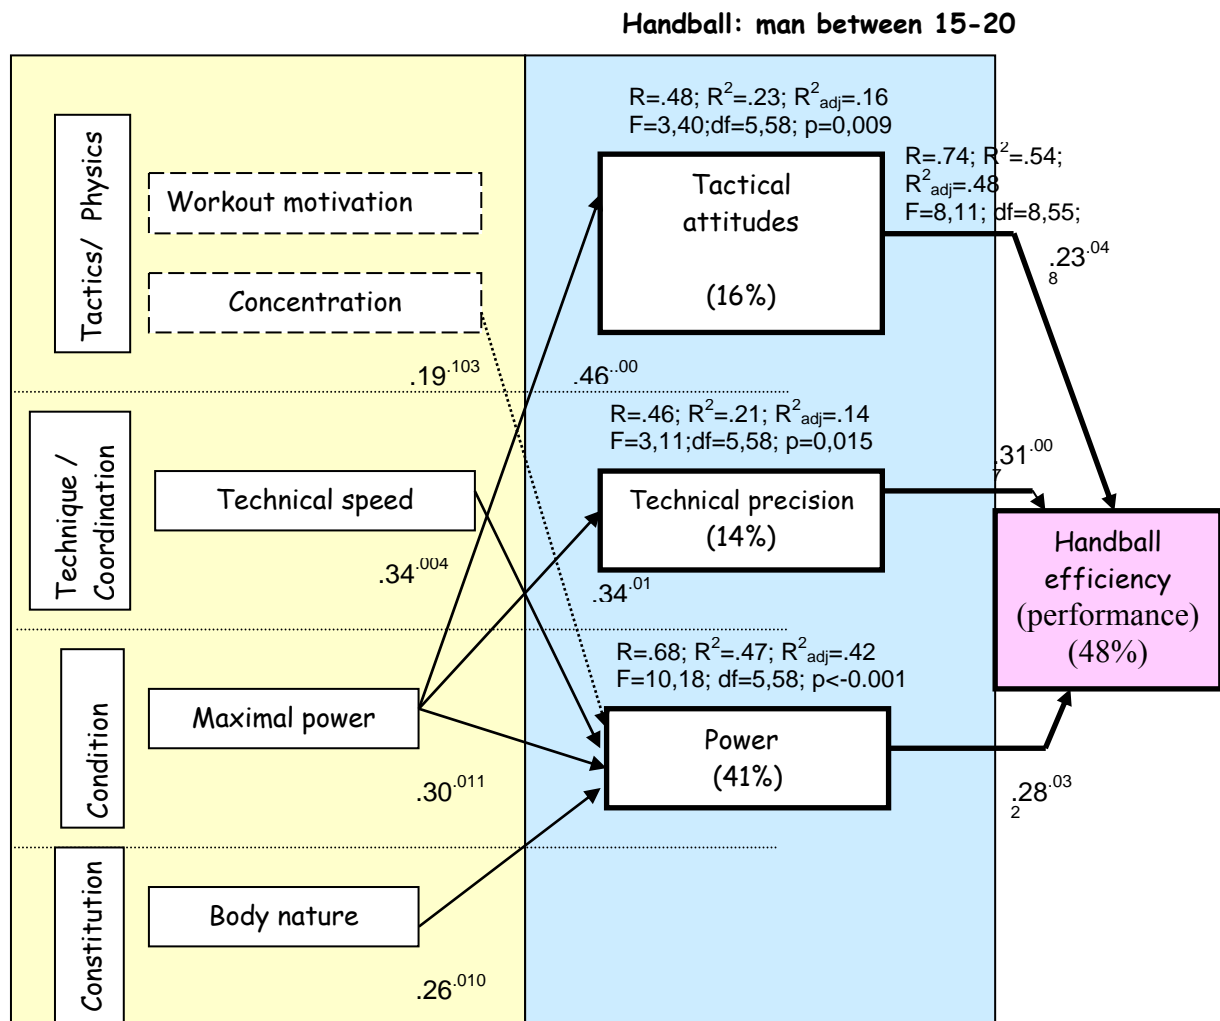 Handball: man between 15-20
Tactics/ Physics
Workout motivation
Concentration
.19.103
R=.48; R²=.23; R²adj=.16
F=3,40;df=5,58; p=0,009
Tactical
attitudes
(16%)
R=.74; R²=.54;
R²adj=.48
F=8,11; df=8,55;
.23.04
8
.46..00
Technique /
Coordination
Technical speed
.34.004
R=.46; R²=.21; R²adj=.14
F=3,11;df=5,58; p=0,015
Technical precision
(14%)
.31.00
7
.34.01
Handball
efficiency
(performance)
(48%)
Condition
Maximal power
.30.011
R=.68; R²=.47; R²adj=.42
F=10,18; df=5,58; p<-0.001
Power
(41%)
.28.03
2
Constitution
Body nature
.26.010